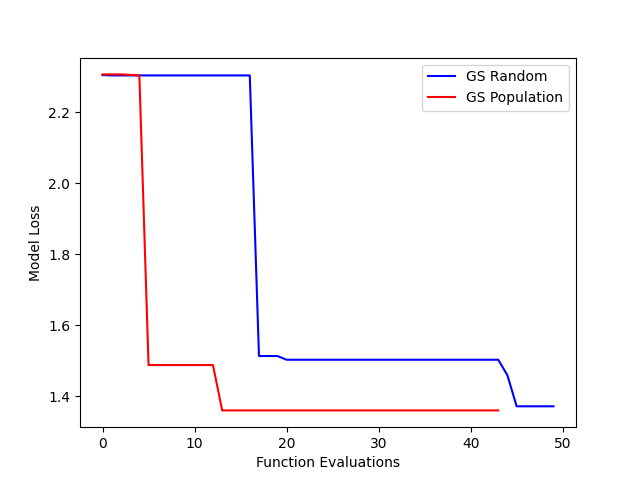 GS Random
GS Population
2.2
2.0
1.8
1.6
1.4
Model Loss
0 10 20 30 40 50
Function Evaluations